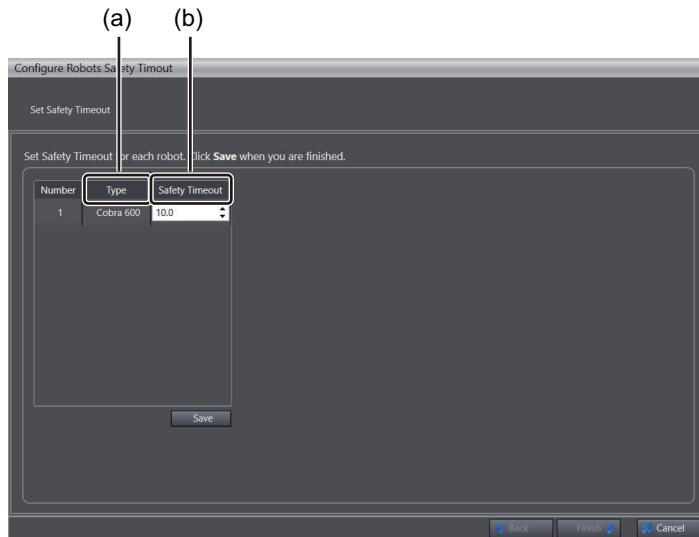 (a) (b)
Configure Robots Safety Timout
Set Safety Timeout
Set Safety Timeout for each robot. Click Save when you are finished.
Number Type Safety Timeout
1 Cobra 600 10.0
Save
Back Finish Cancel